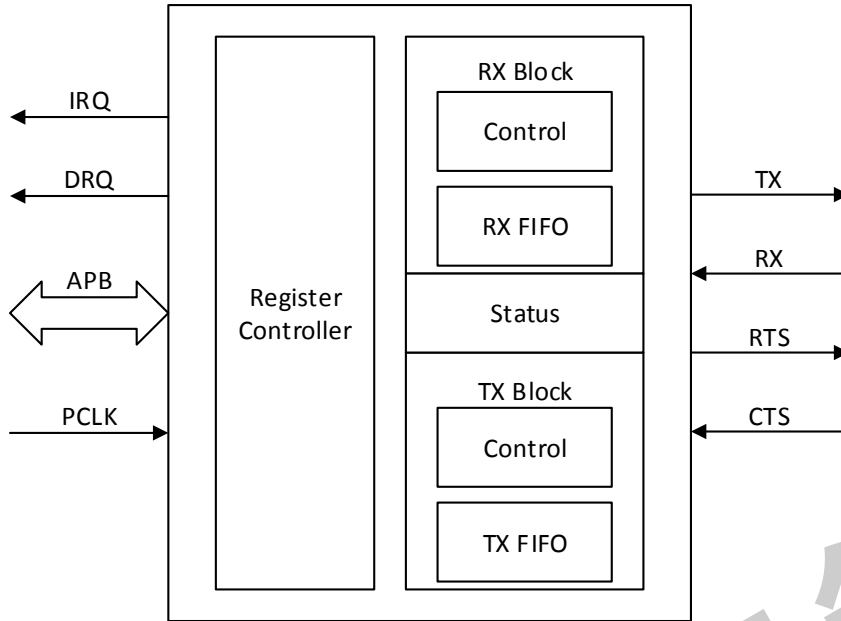 IRQ
DRQ
APB
PCLK
Register
Controller
RX Block
Control
RX FIFO
Status
TX Block
Control
TX FIFO
TX
RX
RTS
CTS